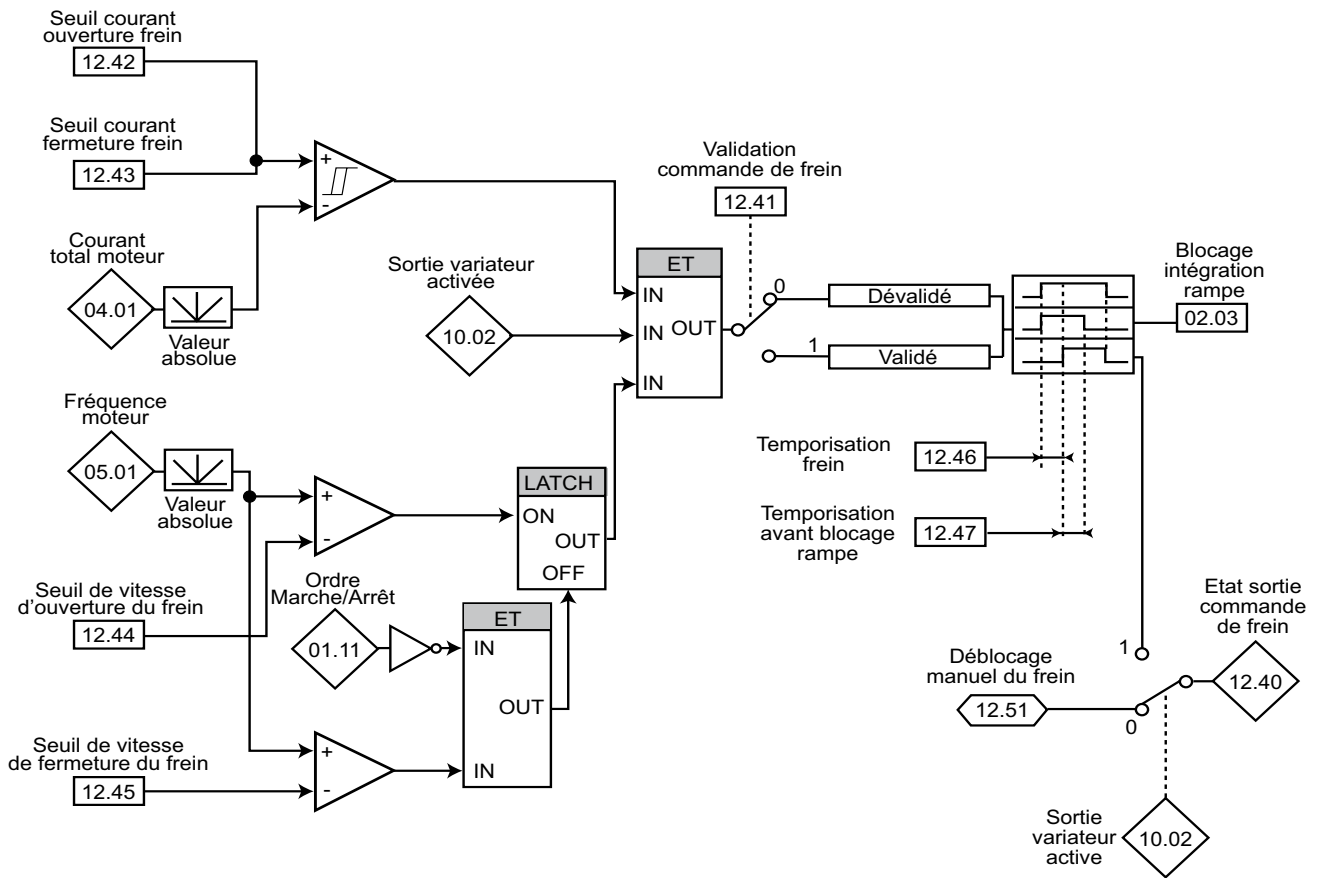 Seuil courant
ouverture frein
12.42
Seuil courant
fermeture frein
12.43
+
-
Courant
total moteur
04.01
Valeur
absolue
Sortie variateur
activée
10.02
ET
IN
IN
OUT
IN
Validation
commande de frein
12.41
0
Dévalidé
1
Validé
Blocage
intégration
rampe
02.03
Fréquence
moteur
05.01
Valeur
absolue
+
-
LATCH
ON
OUT
OFF
Temporisation
frein
12.46
Temporisation
avant blocage
rampe
12.47
Seuil de vitesse
d'ouverture du frein
12.44
Ordre
Marche/Arrêt
01.11
ET
IN
OUT
IN
Seuil de vitesse
de fermeture du frein
12.45
+
-
Etat sortie
commande
de frein
12.40
1
Déblocage
manuel du frein
12.51
0
Sortie
variateur
active
10.02